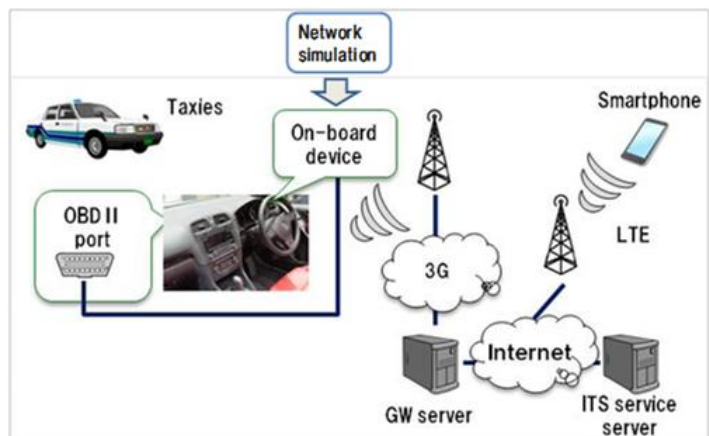 Network
simulation
Taxies
On-board
device
Smartphone
OBD II
port
LTE
3G
Internet
GW server
ITS service
server